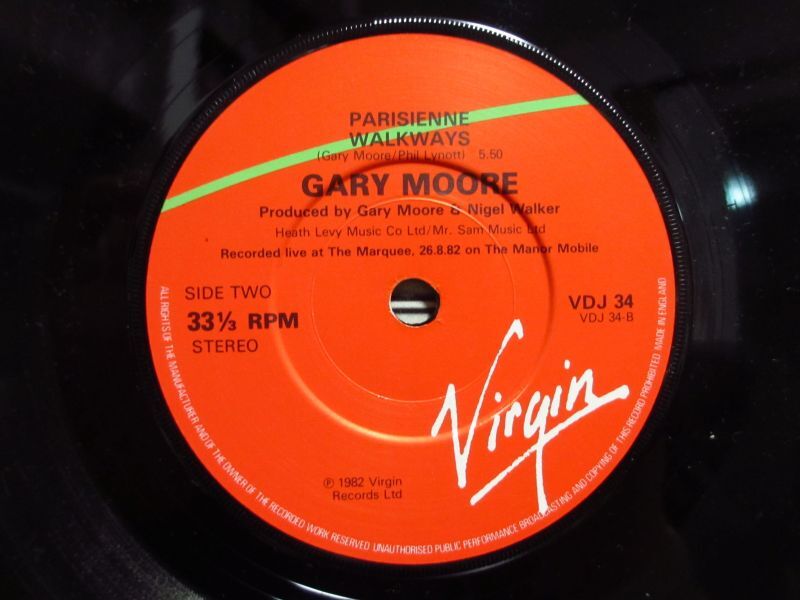 PARISIENNE
WALKWAYS
(Gary Moore/Phil Lynott) 5.50
GARY MOORE
Produced by Gary Moore & Nigel Walker
Heath Levy Music Co Ltd/Mr. Sam Music Ltd
Recorded live at The Marquee, 26.8.82 on The Manor Mobile
SIDE TWO
33⅓ RPM
STEREO
VDJ 34
VDJ 34-B
Virgin
℗ 1982 Virgin
Records Ltd
ALL RIGHTS OF THE MANUFACTURER AND OF THE OWNER OF THE RECORDED WORK RESERVED UNAUTHORISED PUBLIC PERFORMANCE BROADCASTING AND COPYING OF THIS RECORD PROHIBITED. MADE IN ENGLAND